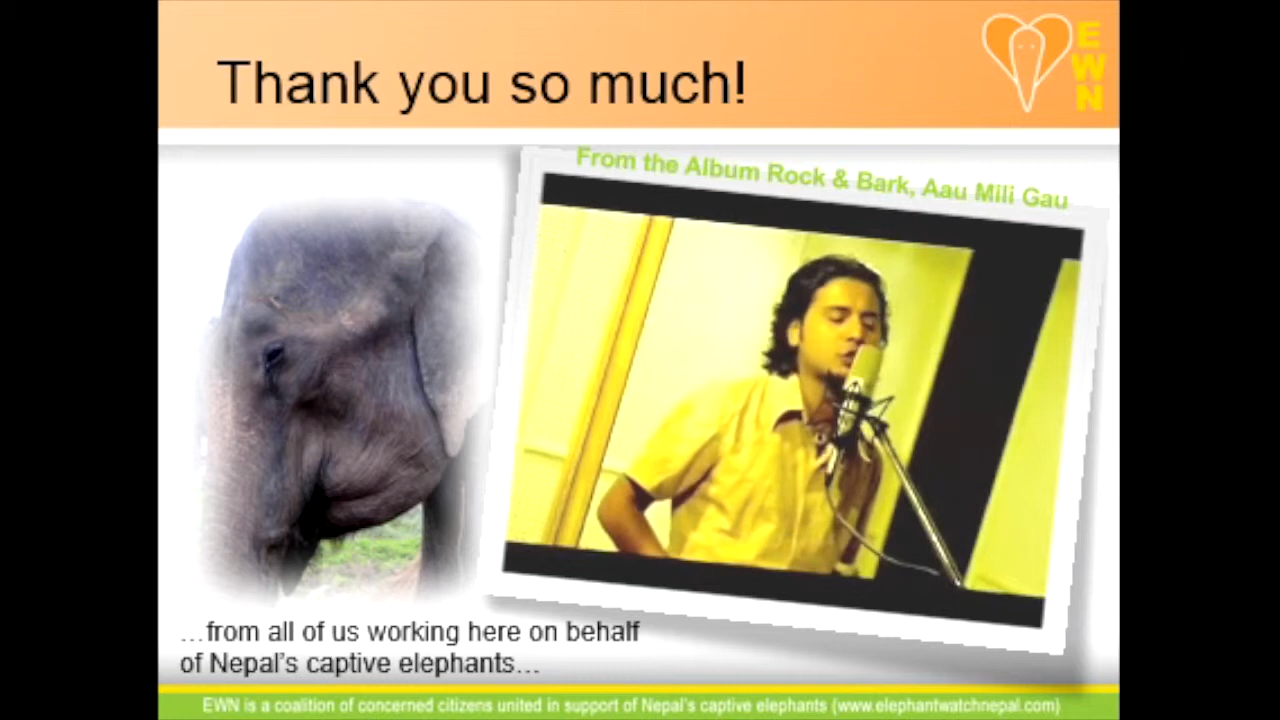 Thank you so much!
EWN
From the Album Rock & Bark, Aau Mili Gau
…from all of us working here on behalf
of Nepal's captive elephants…
EWN is a coalition of concerned citizens united in support of Nepal's captive elephants (www.elephantwatchnepal.com)